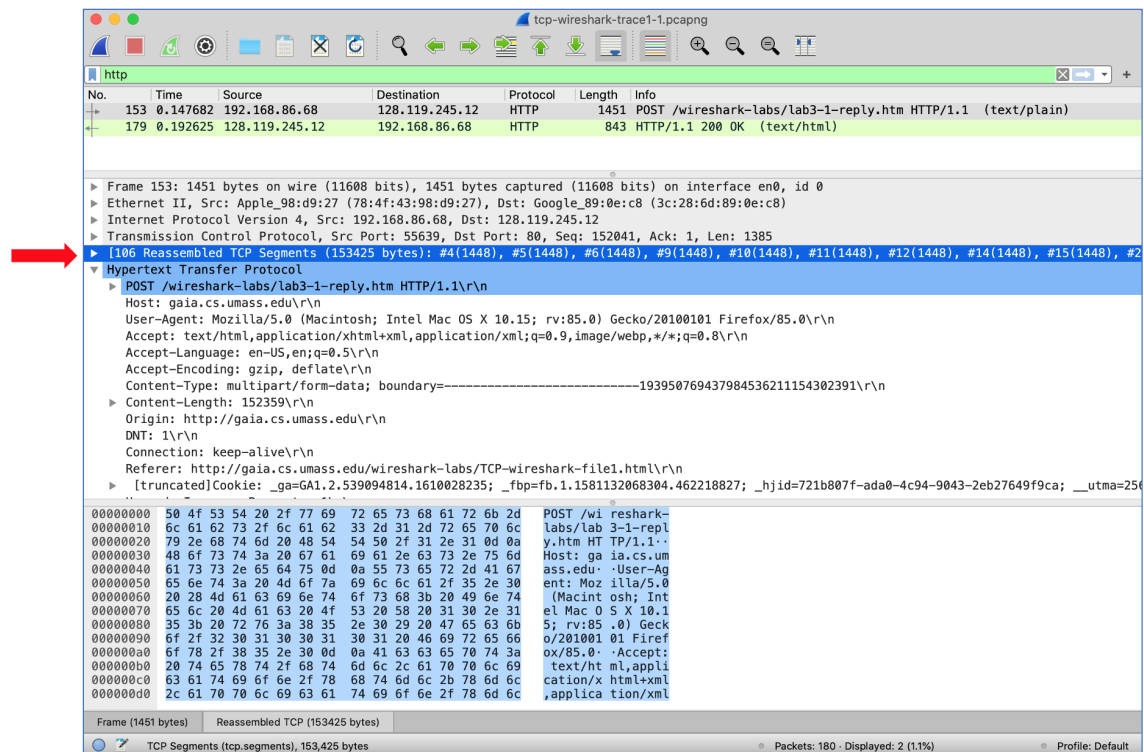 tcp-wireshark-trace1-1.pcapng
http
No. Time Source Destination Protocol Length Info
153 0.147682 192.168.86.68 128.119.245.12 HTTP 1451 POST /wireshark-labs/lab3-1-reply.htm HTTP/1.1 (text/plain)
179 0.192625 128.119.245.12 192.168.86.68 HTTP 843 HTTP/1.1 200 OK (text/html)
Frame 153: 1451 bytes on wire (11608 bits), 1451 bytes captured (11608 bits) on interface en0, id 0
Ethernet II, Src: Apple_98:d9:27 (78:4f:43:98:d9:27), Dst: Google_89:0e:c8 (3c:28:6d:89:0e:c8)
Internet Protocol Version 4, Src: 192.168.86.68, Dst: 128.119.245.12
Transmission Control Protocol, Src Port: 55639, Dst Port: 80, Seq: 152041, Ack: 1, Len: 1385
[106 Reassembled TCP Segments (153425 bytes): #4(1448), #5(1448), #6(1448), #9(1448), #10(1448), #11(1448), #12(1448), #14(1448), #15(1448), #2
Hypertext Transfer Protocol
POST /wireshark-labs/lab3-1-reply.htm HTTP/1.1\r\n
Host: gaia.cs.umass.edu\r\n
User-Agent: Mozilla/5.0 (Macintosh; Intel Mac OS X 10.15; rv:85.0) Gecko/20100101 Firefox/85.0\r\n
Accept: text/html,application/xhtml+xml,application/xml;q=0.9,image/webp,*/*;q=0.8\r\n
Accept-Language: en-US,en;q=0.5\r\n
Accept-Encoding: gzip, deflate\r\n
Content-Type: multipart/form-data; boundary=---------------------------193950769437984536211154302391\r\n
Content-Length: 152359\r\n
Origin: http://gaia.cs.umass.edu\r\n
DNT: 1\r\n
Connection: keep-alive\r\n
Referer: http://gaia.cs.umass.edu/wireshark-labs/TCP-wireshark-file1.html\r\n
[truncated]Cookie: _ga=GA1.2.539094814.1610028235; _fbp=fb.1.1581132068304.462218827; _hjid=721b807f-ada0-4c94-9043-2eb27649f9ca; __utma=256
00000000 50 4f 53 54 20 2f 77 69 72 65 73 68 61 72 6b 2d POST /wi reshark-
00000010 6c 61 62 73 2f 6c 61 62 33 2d 31 2d 72 65 70 6c labs/lab 3-1-repl
00000020 79 2e 68 74 6d 20 48 54 54 50 2f 31 2e 31 0d 0a y.htm HT TP/1.1··
00000030 48 6f 73 74 3a 20 67 61 69 61 2e 63 73 2e 75 6d Host: ga ia.cs.um
00000040 61 73 73 2e 65 64 75 0d 0a 55 73 65 72 2d 41 67 ass.edu· ·User-Ag
00000050 65 6e 74 3a 20 4d 6f 7a 69 6c 6c 61 2f 35 2e 30 ent: Moz illa/5.0
00000060 20 28 4d 61 63 69 6e 74 6f 73 68 3b 20 49 6e 74 (Macint osh; Int
00000070 65 6c 20 4d 61 63 20 4f 53 20 58 20 31 30 2e 31 el Mac O S X 10.1
00000080 35 3b 20 72 76 3a 38 35 2e 30 29 20 47 65 63 6b 5; rv:85 .0) Geck
00000090 6f 2f 32 30 31 30 30 31 30 31 20 46 69 72 65 66 o/201001 01 Firef
000000a0 6f 78 2f 38 35 2e 30 0d 0a 41 63 63 65 70 74 3a ox/85.0· ·Accept:
000000b0 20 74 65 78 74 2f 68 74 6d 6c 2c 61 70 70 6c 69 text/ht ml,appli
000000c0 63 61 74 69 6f 6e 2f 78 68 74 6d 6c 2b 78 6d 6c cation/x html+xml
000000d0 2c 61 70 70 6c 69 63 61 74 69 6f 6e 2f 78 6d 6c ,applica tion/xml
Frame (1451 bytes) Reassembled TCP (153425 bytes)
TCP Segments (tcp.segments), 153,425 bytes Packets: 180 · Displayed: 2 (1.1%) Profile: Default